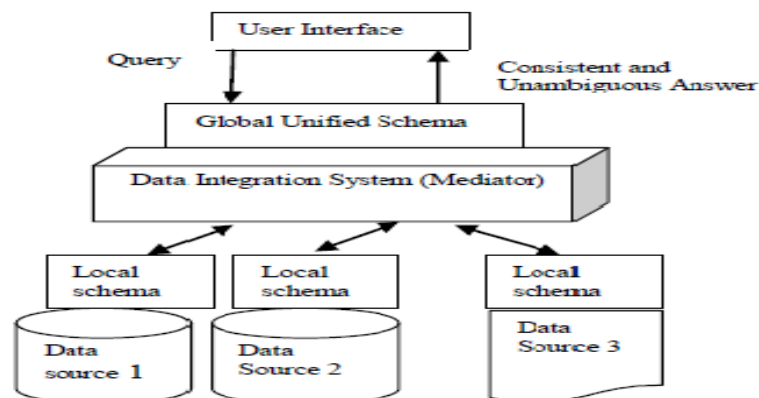 User Interface
Query
Consistent and
Unambiguous Answer
Global Unified Schema
Data Integration System (Mediator)
Local
schema
Local
schema
Local
schema
Data
source 1
Data
Source 2
Data
Source 3